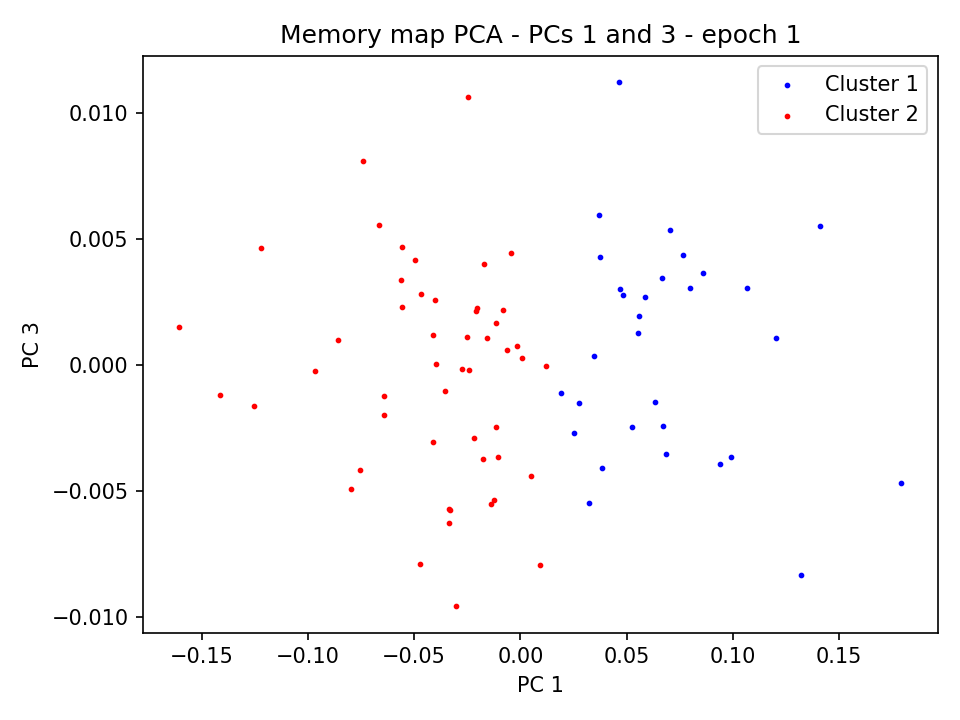 Memory map PCA - PCs 1 and 3 - epoch 1
Cluster 1
Cluster 2
PC 3
0.010
0.005
0.000
−0.005
−0.010
−0.15
−0.10
−0.05
0.00
0.05
0.10
0.15
PC 1